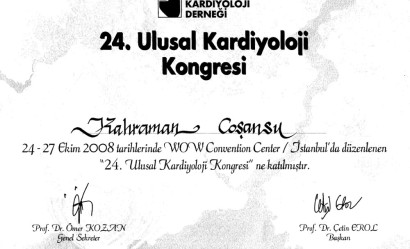 KARDİYOLOJİ
DERNEĞİ
24. Ulusal Kardiyoloji
Kongresi
Kahraman Coşansu
24 - 27 Ekim 2008 tarihlerinde WOW Convention Center / İstanbul'da düzenlenen
"24. Ulusal Kardiyoloji Kongresi" ne katılmıştır.
Prof. Dr. Ömer KOZAN
Genel Sekreter
Prof. Dr. Çetin EROL
Başkan